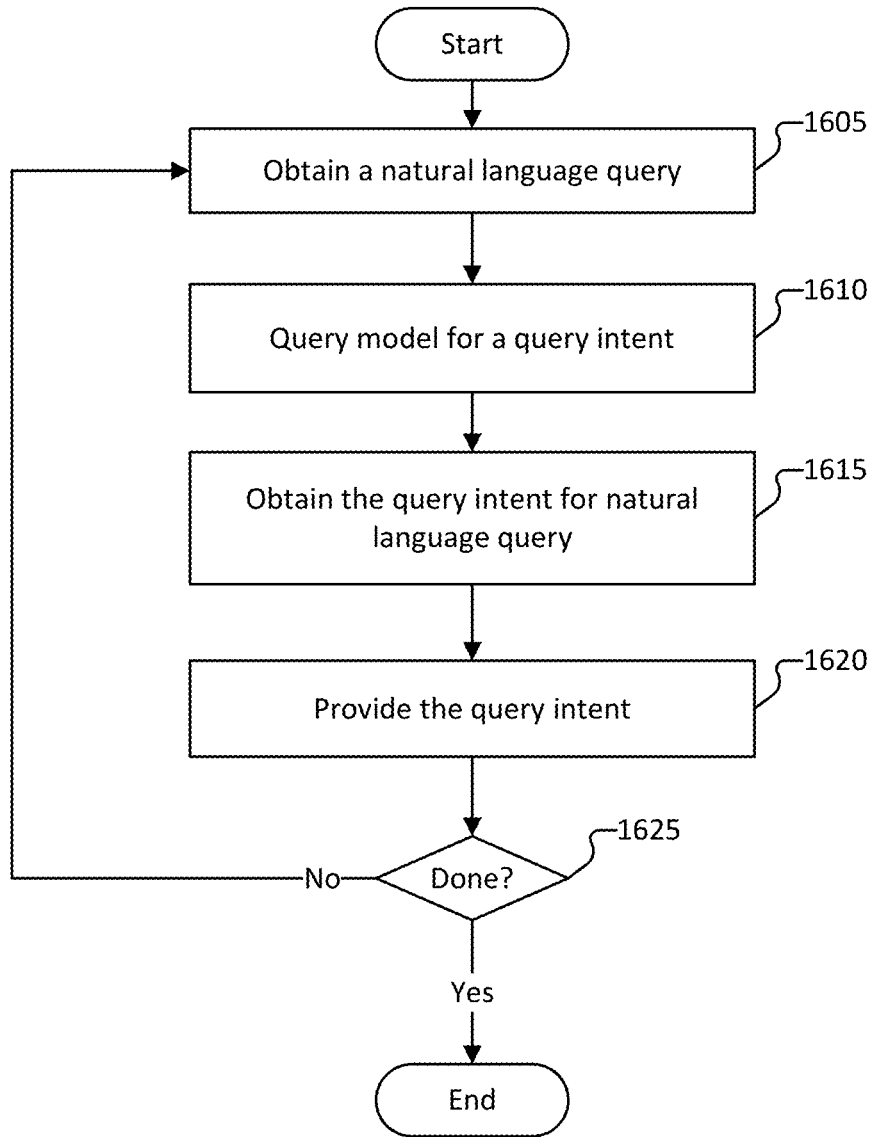 Start
1605
Obtain a natural language query
1610
Query model for a query intent
1615
Obtain the query intent for natural
language query
1620
Provide the query intent
1625
No
Done?
Yes
End